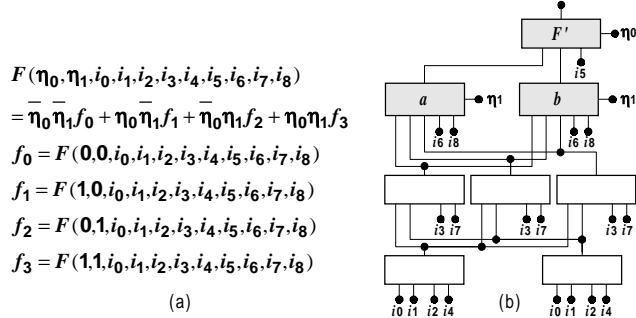 F(η₀,η₁,i₀,i₁,i₂,i₃,i₄,i₅,i₆,i₇,i₈)
= η̅₀η̅₁f₀ + η₀η̅₁f₁ + η̅₀η₁f₂ + η₀η₁f₃
f₀ = F(0,0,i₀,i₁,i₂,i₃,i₄,i₅,i₆,i₇,i₈)
f₁ = F(1,0,i₀,i₁,i₂,i₃,i₄,i₅,i₆,i₇,i₈)
f₂ = F(0,1,i₀,i₁,i₂,i₃,i₄,i₅,i₆,i₇,i₈)
f₃ = F(1,1,i₀,i₁,i₂,i₃,i₄,i₅,i₆,i₇,i₈)
(a)
F' η0
i5
a η1 b η1
i6 i8 i6 i8
i3 i7 i3 i7 i3 i7
i0 i1 i2 i4 i0 i1 i2 i4
(b)